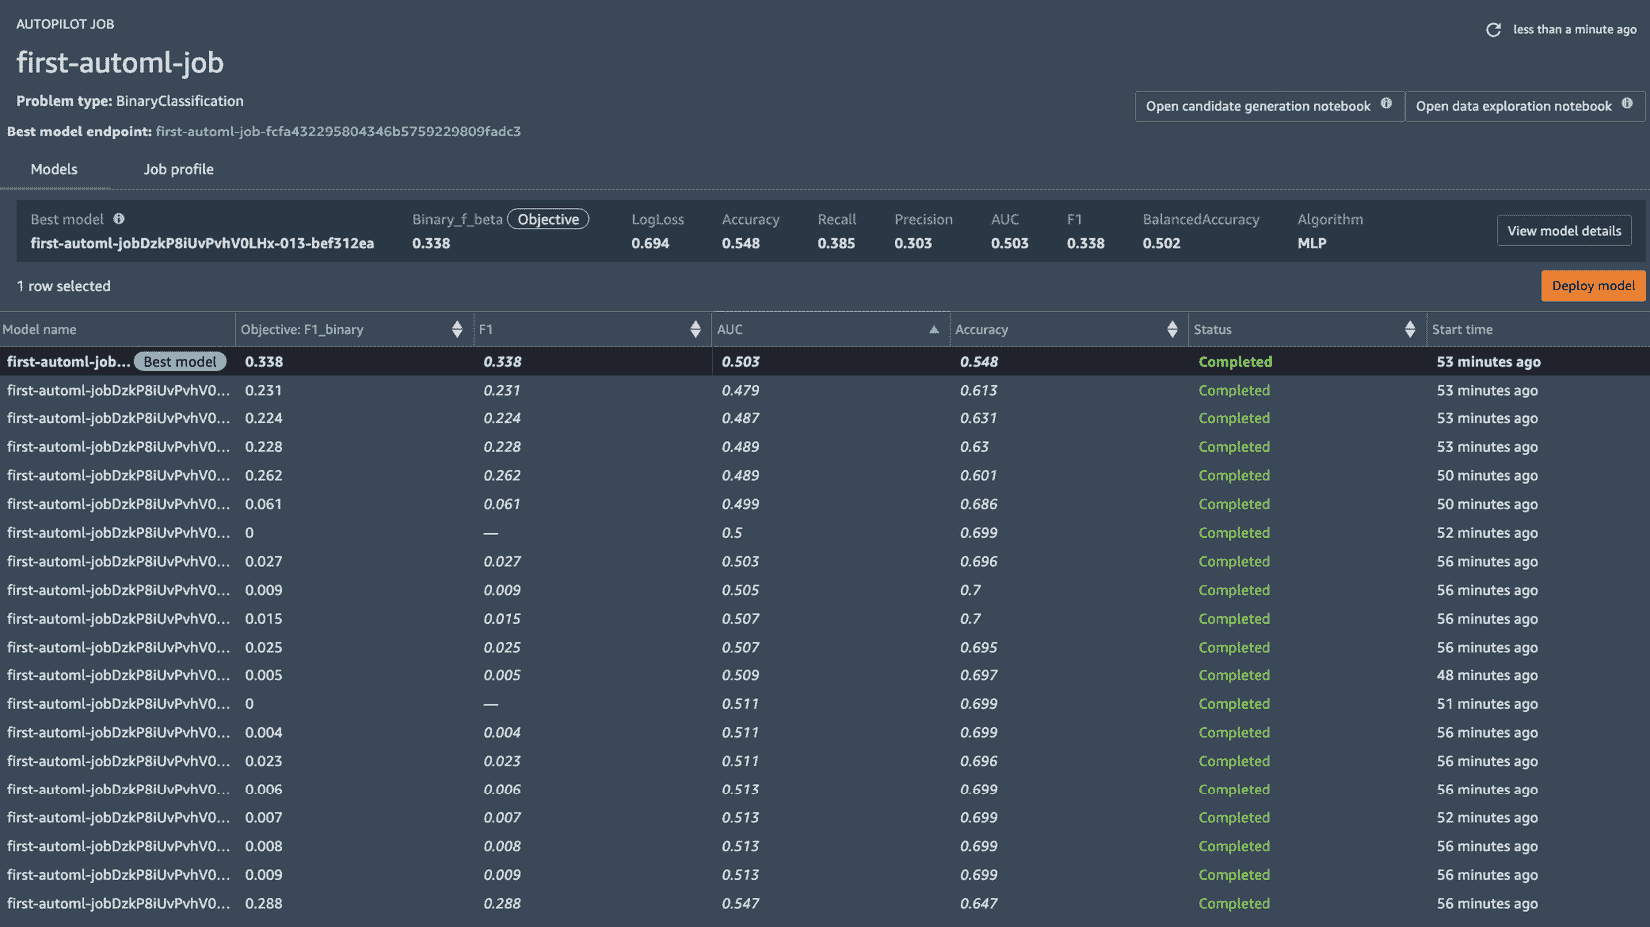 AUTOPILOT JOB
less than a minute ago
first-automl-job
Problem type: BinaryClassification
Open candidate generation notebook
Open data exploration notebook
Best model endpoint: first-automl-job-fcfa432295804346b5759229809fadc3
Models Job profile
Best model Binary_f_beta Objective LogLoss Accuracy Recall Precision AUC F1 BalancedAccuracy Algorithm
first-automl-jobDzkP8iUvPvhV0LHx-013-bef312ea 0.338 0.694 0.548 0.385 0.303 0.503 0.338 0.502 MLP
View model details
1 row selected
Deploy model
Model name Objective: F1_binary F1 AUC Accuracy Status Start time
first-automl-job... Best model 0.338 0.338 0.503 0.548 Completed 53 minutes ago
first-automl-jobDzkP8iUvPvhV0... 0.231 0.231 0.479 0.613 Completed 53 minutes ago
first-automl-jobDzkP8iUvPvhV0... 0.224 0.224 0.487 0.631 Completed 53 minutes ago
first-automl-jobDzkP8iUvPvhV0... 0.228 0.228 0.489 0.63 Completed 53 minutes ago
first-automl-jobDzkP8iUvPvhV0... 0.262 0.262 0.489 0.601 Completed 50 minutes ago
first-automl-jobDzkP8iUvPvhV0... 0.061 0.061 0.499 0.686 Completed 50 minutes ago
first-automl-jobDzkP8iUvPvhV0... 0 — 0.5 0.699 Completed 52 minutes ago
first-automl-jobDzkP8iUvPvhV0... 0.027 0.027 0.503 0.696 Completed 56 minutes ago
first-automl-jobDzkP8iUvPvhV0... 0.009 0.009 0.505 0.7 Completed 56 minutes ago
first-automl-jobDzkP8iUvPvhV0... 0.015 0.015 0.507 0.7 Completed 56 minutes ago
first-automl-jobDzkP8iUvPvhV0... 0.025 0.025 0.507 0.695 Completed 56 minutes ago
first-automl-jobDzkP8iUvPvhV0... 0.005 0.005 0.509 0.697 Completed 48 minutes ago
first-automl-jobDzkP8iUvPvhV0... 0 — 0.511 0.699 Completed 51 minutes ago
first-automl-jobDzkP8iUvPvhV0... 0.004 0.004 0.511 0.699 Completed 56 minutes ago
first-automl-jobDzkP8iUvPvhV0... 0.023 0.023 0.511 0.696 Completed 56 minutes ago
first-automl-jobDzkP8iUvPvhV0... 0.006 0.006 0.513 0.699 Completed 56 minutes ago
first-automl-jobDzkP8iUvPvhV0... 0.007 0.007 0.513 0.699 Completed 52 minutes ago
first-automl-jobDzkP8iUvPvhV0... 0.008 0.008 0.513 0.699 Completed 56 minutes ago
first-automl-jobDzkP8iUvPvhV0... 0.009 0.009 0.513 0.699 Completed 56 minutes ago
first-automl-jobDzkP8iUvPvhV0... 0.288 0.288 0.547 0.647 Completed 56 minutes ago